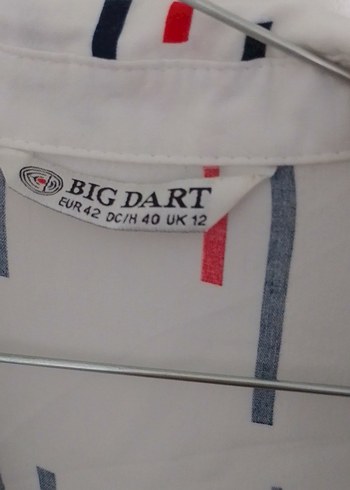 BIG DART
EUR 42 DC/H 40 UK 12